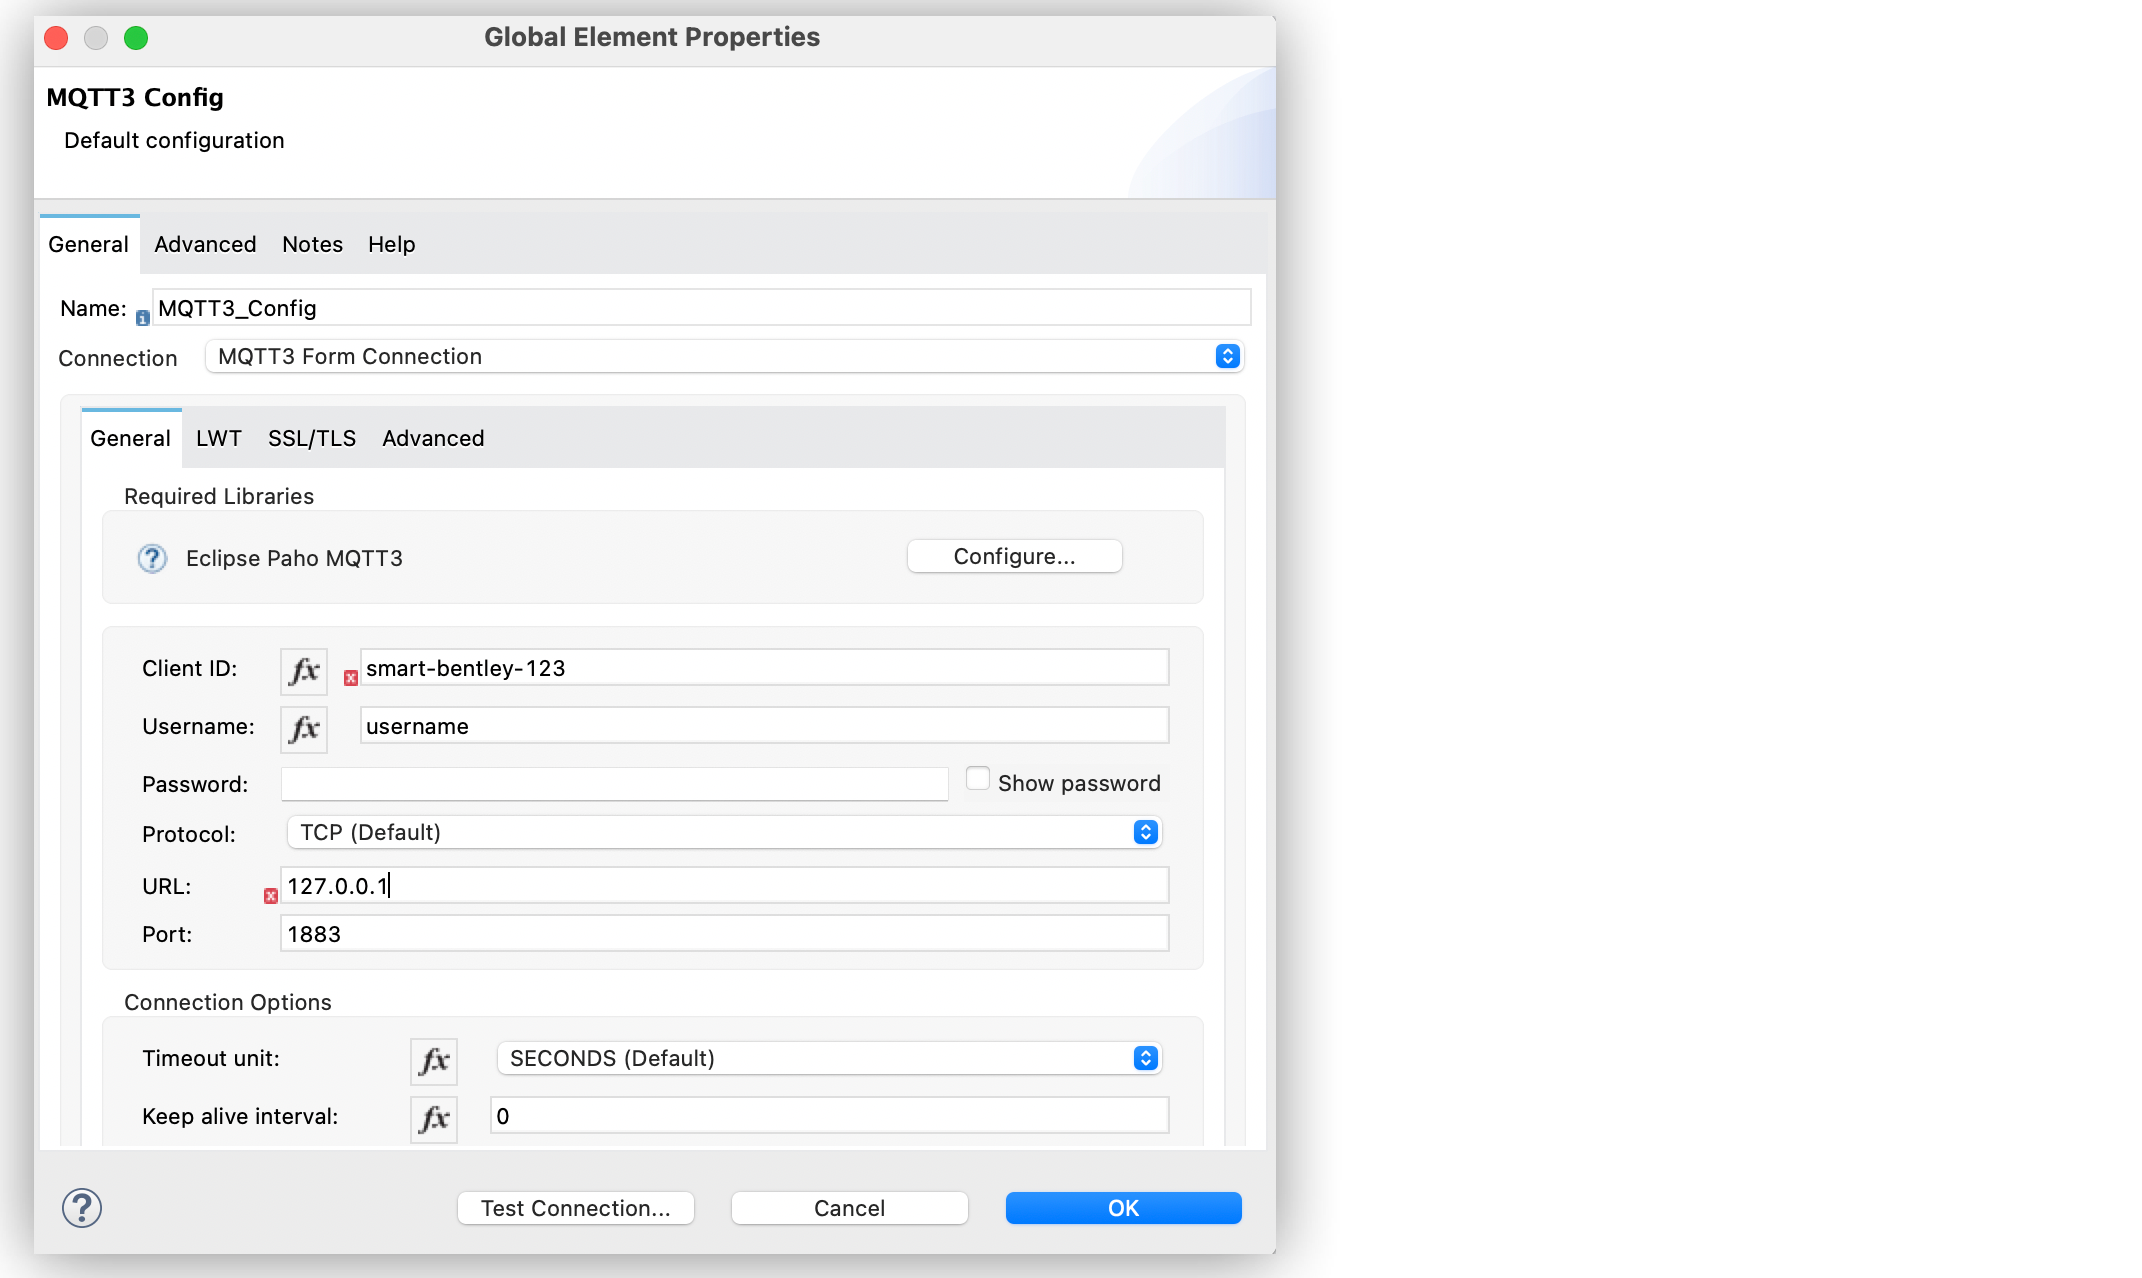 Global Element Properties
MQTT3 Config
Default configuration
General Advanced Notes Help
Name: MQTT3_Config
Connection MQTT3 Form Connection
General LWT SSL/TLS Advanced
Required Libraries
? Eclipse Paho MQTT3 Configure...
Client ID: fx smart-bentley-123
Username: fx username
Password: Show password
Protocol: TCP (Default)
URL: 127.0.0.1
Port: 1883
Connection Options
Timeout unit: fx SECONDS (Default)
Keep alive interval: fx 0
? Test Connection... Cancel OK